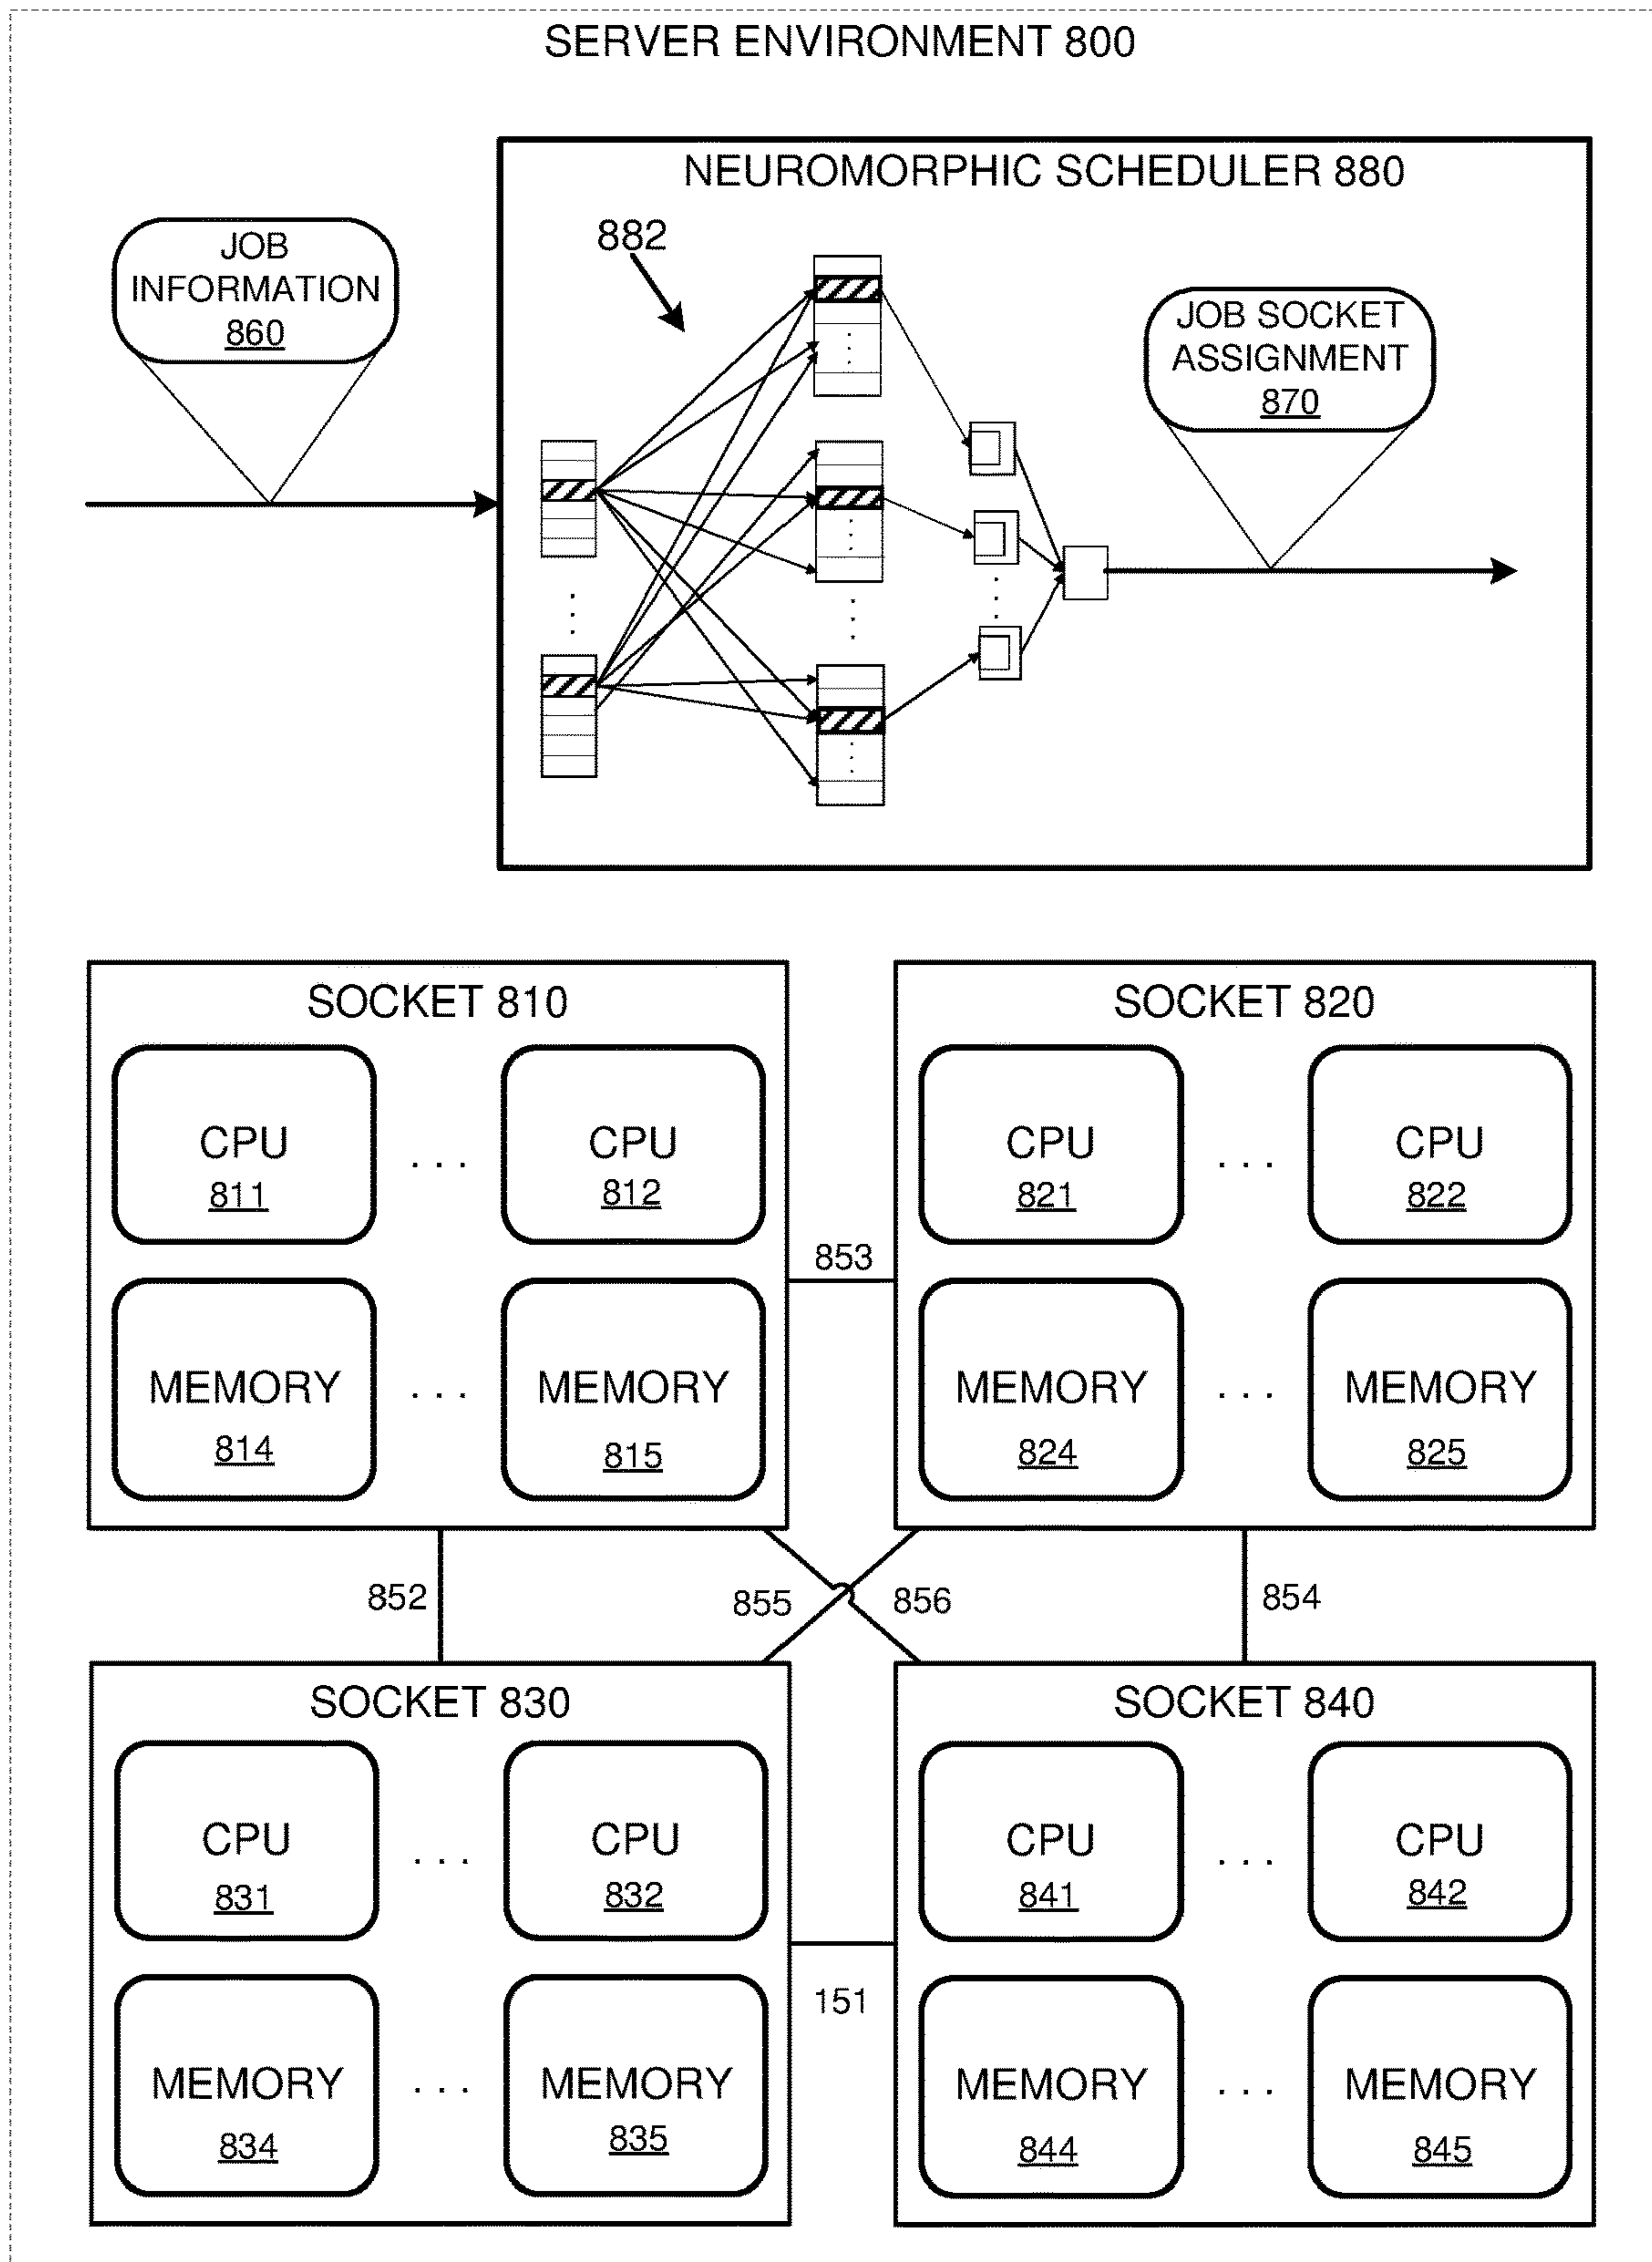 SERVER ENVIRONMENT 800
NEUROMORPHIC SCHEDULER 880
882
JOB
INFORMATION
860
JOB SOCKET
ASSIGNMENT
870
SOCKET 810
CPU
811
. . .
CPU
812
MEMORY
814
. . .
MEMORY
815
SOCKET 820
CPU
821
. . .
CPU
822
MEMORY
824
. . .
MEMORY
825
853
852
855
856
854
SOCKET 830
CPU
831
. . .
CPU
832
MEMORY
834
. . .
MEMORY
835
SOCKET 840
CPU
841
. . .
CPU
842
MEMORY
844
. . .
MEMORY
845
151